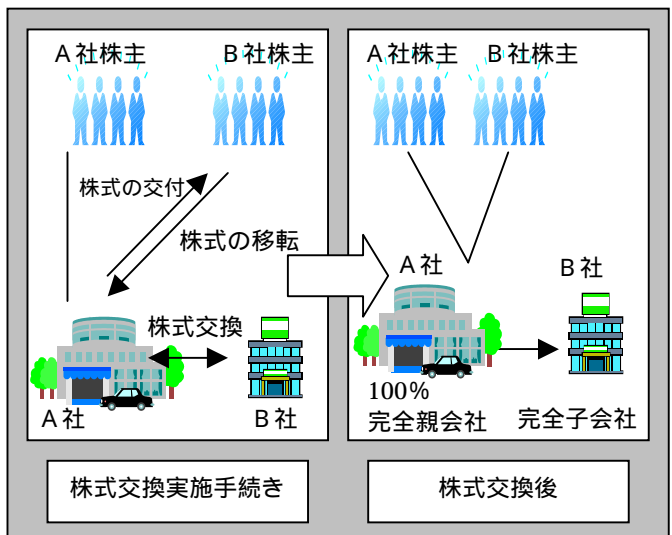 A社株主
B社株主
株式の交付
株式の移転
株式交換
A社
B社
株式交換実施手続き
A社株主
B社株主
A社
B社
100%
完全親会社
完全子会社
株式交換後